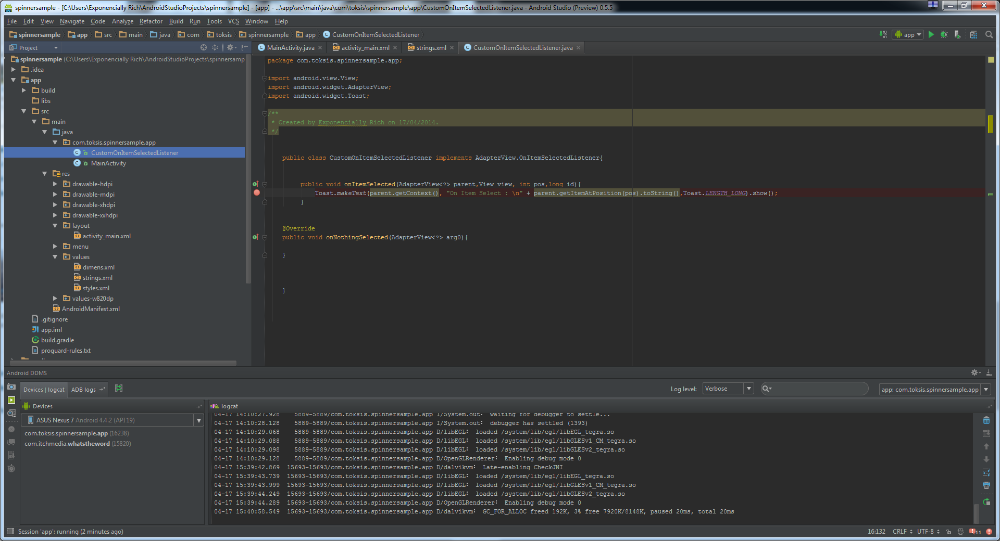 spinnersample - [C:\Users\Exponencially Rich\AndroidStudioProjects\spinnersample] - [app] - ...\app\src\main\java\com\toksis\spinnersample\app\CustomOnItemSelectedListener.java - Android Studio (Preview) 0.5.5
File Edit View Navigate Code Analyze Refactor Build Run Tools VCS Window Help
spinnersample app src main java com toksis spinnersample app CustomOnItemSelectedListener
app
Project
MainActivity.java activity_main.xml strings.xml CustomOnItemSelectedListener.java
spinnersample (C:\Users\Exponencially Rich\AndroidStudioProjects\spinnersamp
.idea
app
build
libs
src
main
java
com.toksis.spinnersample.app
CustomOnItemSelectedListener
MainActivity
res
drawable-hdpi
drawable-mdpi
drawable-xhdpi
drawable-xxhdpi
layout
activity_main.xml
menu
values
dimens.xml
strings.xml
styles.xml
values-w820dp
AndroidManifest.xml
.gitignore
app.iml
build.gradle
proguard-rules.txt
package com.toksis.spinnersample.app;
import android.view.View;
import android.widget.AdapterView;
import android.widget.Toast;
/**
* Created by Exponencially Rich on 17/04/2014.
*/
public class CustomOnItemSelectedListener implements AdapterView.OnItemSelectedListener{
public void onItemSelected(AdapterView<?> parent,View view, int pos,long id){
Toast.makeText(parent.getContext(), "On Item Select : \n" + parent.getItemAtPosition(pos).toString(),Toast.LENGTH_LONG).show();
}
@Override
public void onNothingSelected(AdapterView<?> arg0){
}
}
Android DDMS
Devices | logcat ADB logs
Log level: Verbose app: com.toksis.spinnersample.app
Devices
ASUS Nexus 7 Android 4.4.2 (API 19)
com.toksis.spinnersample.app (16238)
com.itchmedia.whatstheword (15820)
logcat
04-17 14:10:27.928 5889-5889/com.toksis.spinnersample.app I/System.out: waiting for debugger to settle...
04-17 14:10:28.128 5889-5889/com.toksis.spinnersample.app I/System.out: debugger has settled (1393)
04-17 14:10:29.068 5889-5889/com.toksis.spinnersample.app D/libEGL: loaded /system/lib/egl/libEGL_tegra.so
04-17 14:10:29.088 5889-5889/com.toksis.spinnersample.app D/libEGL: loaded /system/lib/egl/libGLESv1_CM_tegra.so
04-17 14:10:29.098 5889-5889/com.toksis.spinnersample.app D/libEGL: loaded /system/lib/egl/libGLESv2_tegra.so
04-17 14:10:29.128 5889-5889/com.toksis.spinnersample.app D/OpenGLRenderer: Enabling debug mode 0
04-17 15:39:42.869 15693-15693/com.toksis.spinnersample.app D/dalvikvm: Late-enabling CheckJNI
04-17 15:39:43.739 15693-15693/com.toksis.spinnersample.app D/libEGL: loaded /system/lib/egl/libEGL_tegra.so
04-17 15:39:43.999 15693-15693/com.toksis.spinnersample.app D/libEGL: loaded /system/lib/egl/libGLESv1_CM_tegra.so
04-17 15:39:44.249 15693-15693/com.toksis.spinnersample.app D/libEGL: loaded /system/lib/egl/libGLESv2_tegra.so
04-17 15:39:44.289 15693-15693/com.toksis.spinnersample.app D/OpenGLRenderer: Enabling debug mode 0
04-17 15:40:58.549 15693-15693/com.toksis.spinnersample.app D/dalvikvm: GC_FOR_ALLOC freed 192K, 3% free 7920K/8148K, paused 20ms, total 20ms
Session 'app': running (2 minutes ago)
16:132 CRLF UTF-8 11